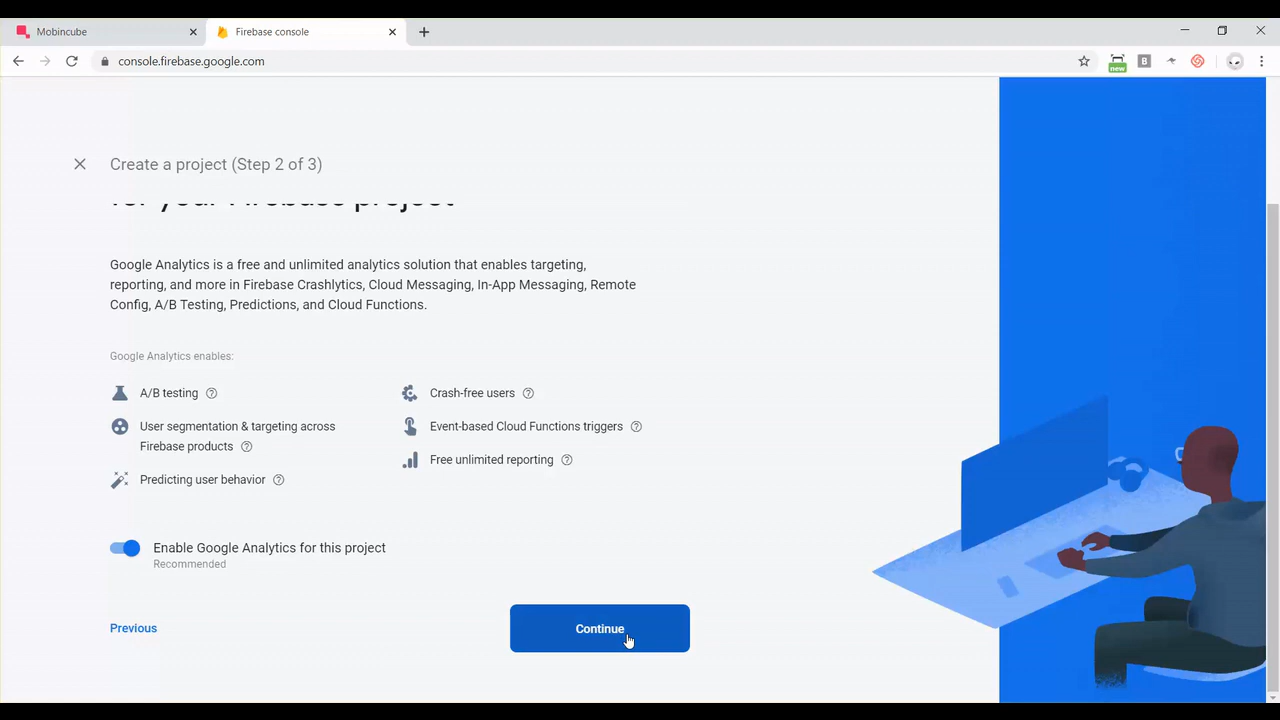 Mobincube
Firebase console
console.firebase.google.com
new
B
Create a project (Step 2 of 3)
for your Firebase project
Google Analytics is a free and unlimited analytics solution that enables targeting,
reporting, and more in Firebase Crashlytics, Cloud Messaging, In-App Messaging, Remote
Config, A/B Testing, Predictions, and Cloud Functions.
Google Analytics enables:
A/B testing
Crash-free users
User segmentation & targeting across
Firebase products
Event-based Cloud Functions triggers
Free unlimited reporting
Predicting user behavior
Enable Google Analytics for this project
Recommended
Previous
Continue